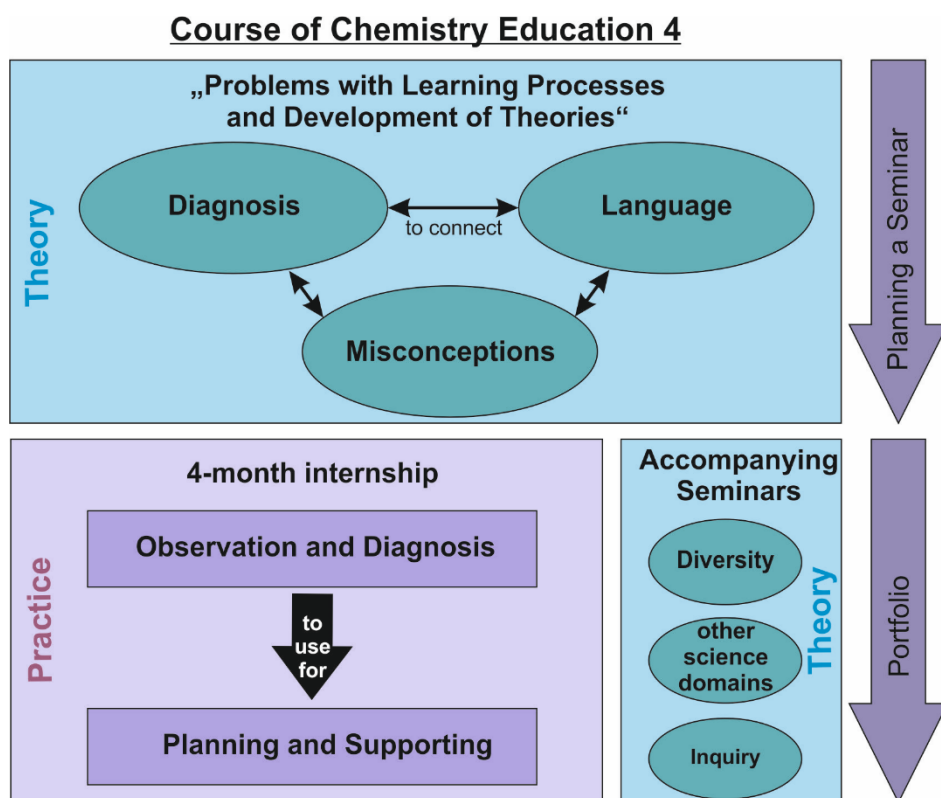 Course of Chemistry Education 4
„Problems with Learning Processes
and Development of Theories“
Theory
Diagnosis
to connect
Language
Misconceptions
Planning a Seminar
4-month internship
Practice
Observation and Diagnosis
to
use
for
Planning and Supporting
Accompanying
Seminars
Diversity
other
science
domains
Inquiry
Theory
Portfolio